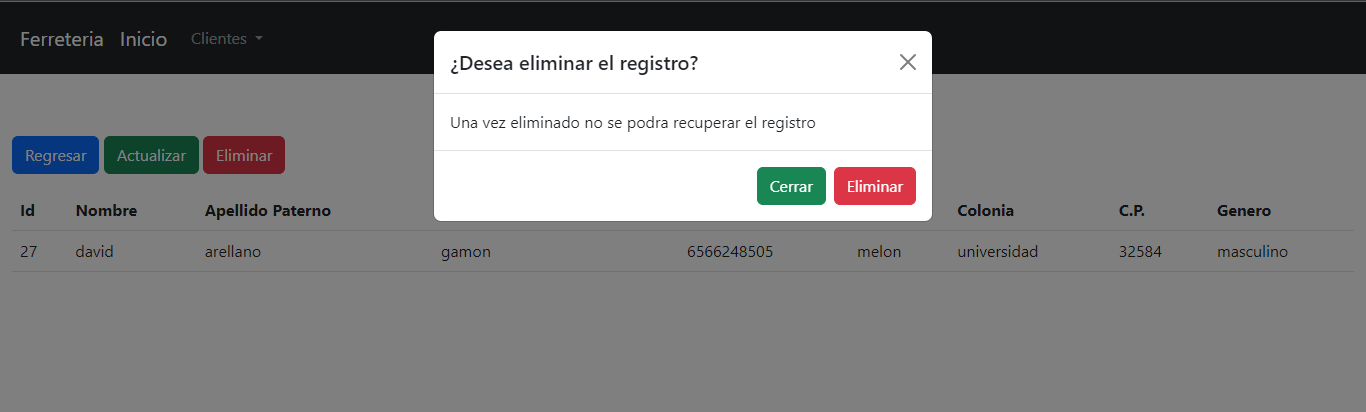 Ferreteria Inicio Clientes
¿Desea eliminar el registro?
Una vez eliminado no se podra recuperar el registro
Cerrar Eliminar
Regresar Actualizar Eliminar
Id Nombre Apellido Paterno Colonia C.P. Genero
27 david arellano gamon 6566248505 melon universidad 32584 masculino